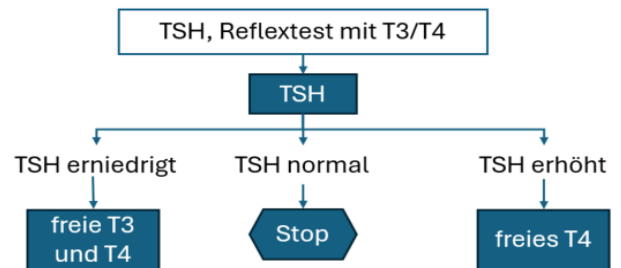 TSH, Reflextest mit T3/T4
TSH
TSH erniedrigt
TSH normal
TSH erhöht
freie T3
und T4
Stop
freies T4